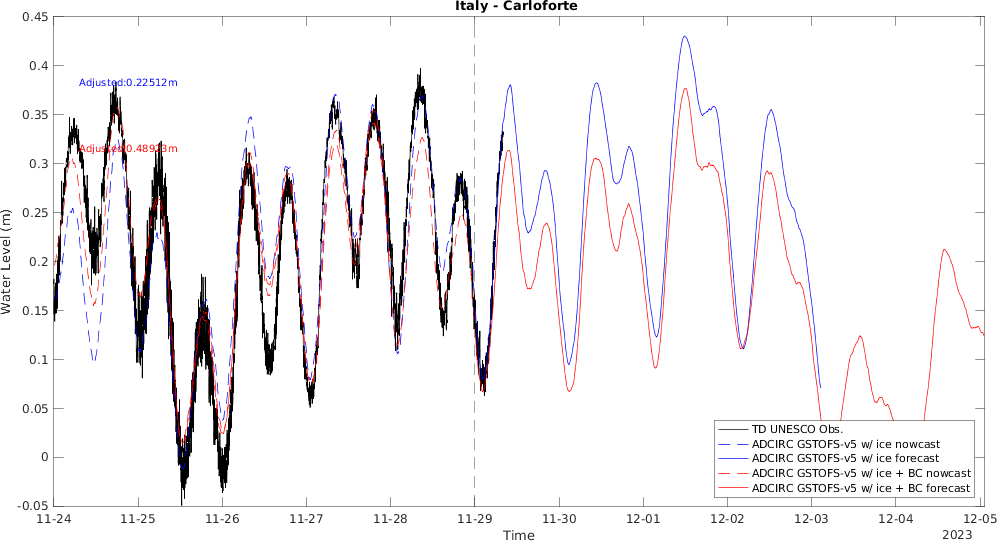 Italy - Carloforte
0.45
0.4
0.35
0.3
0.25
0.2
0.15
0.1
0.05
0
-0.05
Water Level (m)
Adjusted:0.22512m
Adjusted:0.48923m
TD UNESCO Obs.
ADCIRC GSTOFS-v5 w/ ice nowcast
ADCIRC GSTOFS-v5 w/ ice forecast
ADCIRC GSTOFS-v5 w/ ice + BC nowcast
ADCIRC GSTOFS-v5 w/ ice + BC forecast
11-24 11-25 11-26 11-27 11-28 11-29 11-30 12-01 12-02 12-03 12-04 12-05
Time
2023